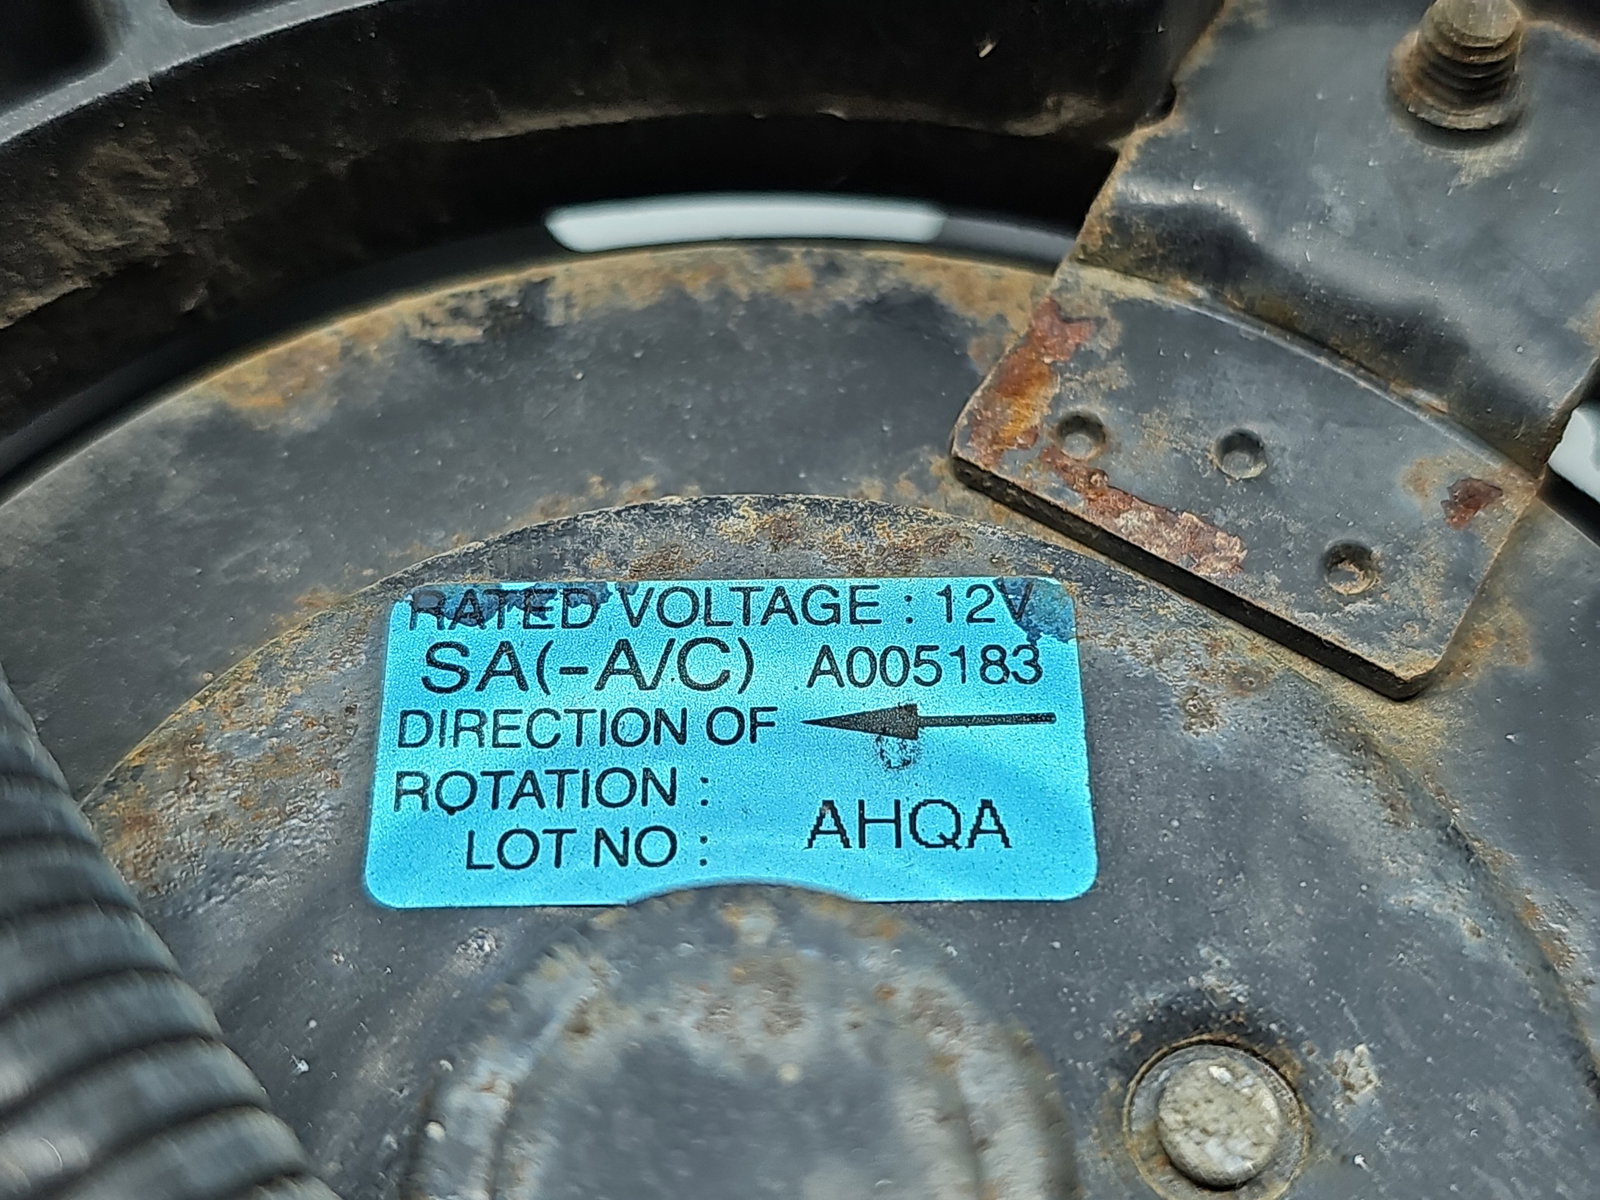 RATED VOLTAGE : 12V
SA(-A/C) A005183
DIRECTION OF
ROTATION :
LOT NO : AHQA